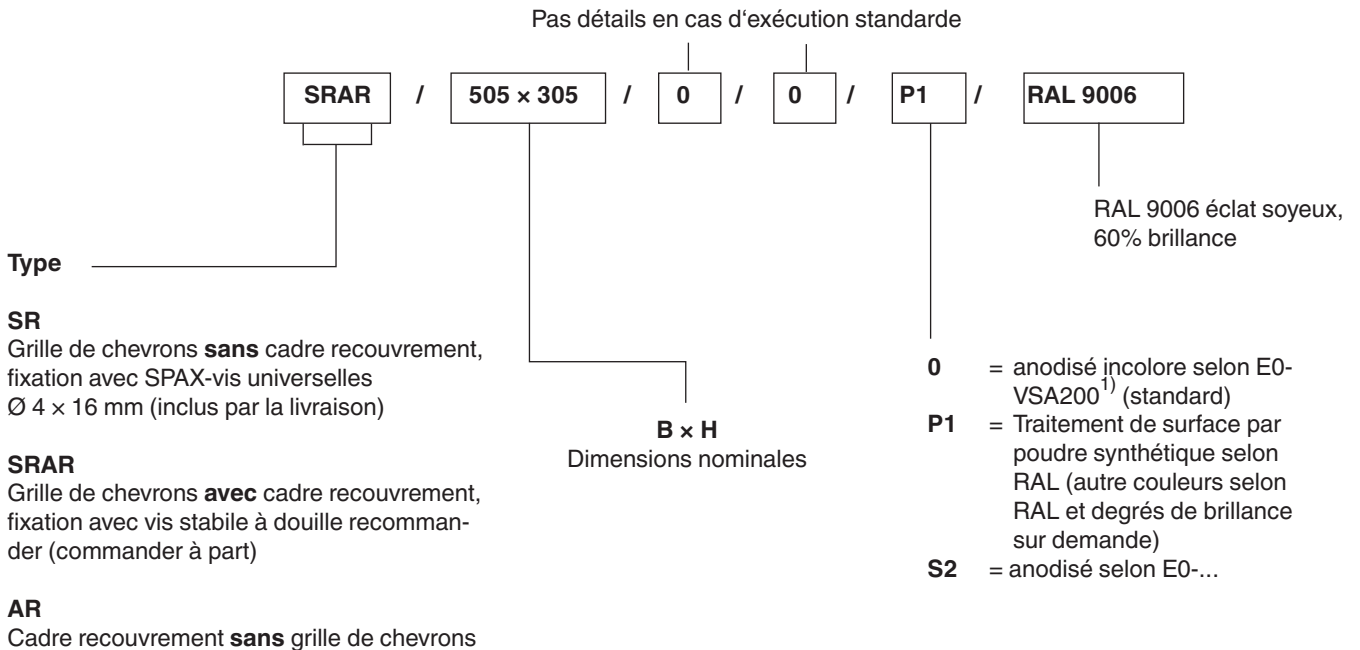 Pas détails en cas d‘exécution standarde
SRAR / 505 × 305 / 0 / 0 / P1 / RAL 9006
RAL 9006 éclat soyeux,
60% brillance
Type
SR
Grille de chevrons sans cadre recouvrement,
fixation avec SPAX-vis universelles
Ø 4 × 16 mm (inclus par la livraison)
SRAR
Grille de chevrons avec cadre recouvrement,
fixation avec vis stabile à douille recomman-
der (commander à part)
AR
Cadre recouvrement sans grille de chevrons
B × H
Dimensions nominales
0 = anodisé incolore selon E0-
VSA200¹⁾ (standard)
P1 = Traitement de surface par
poudre synthétique selon
RAL (autre couleurs selon
RAL et degrés de brillance
sur demande)
S2 = anodisé selon E0-...